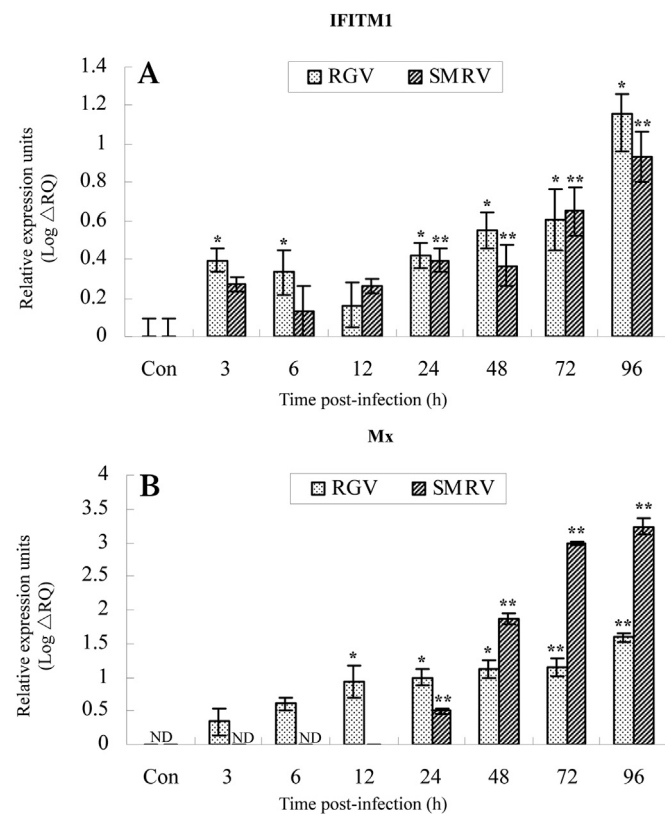 IFITM1
A
RGV SMRV
1.4
1.2
1
0.8
0.6
0.4
0.2
0
Relative expression units
(Log △RQ)
* * * ** * ** * ** * **
Con 3 6 12 24 48 72 96
Time post-infection (h)
Mx
B
RGV SMRV
4
3.5
3
2.5
2
1.5
1
0.5
0
Relative expression units
(Log △RQ)
ND ND ND * * ** * ** ** ** ** **
Con 3 6 12 24 48 72 96
Time post-infection (h)